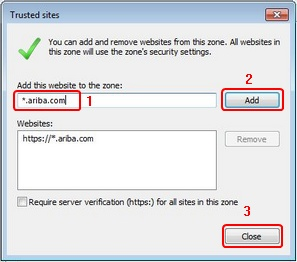 Trusted sites
You can add and remove websites from this zone. All websites in
this zone will use the zone's security settings.
2
Add this website to the zone:
*.ariba.com 1 Add
Websites:
https://*.ariba.com Remove
Require server verification (https:) for all sites in this zone
3
Close